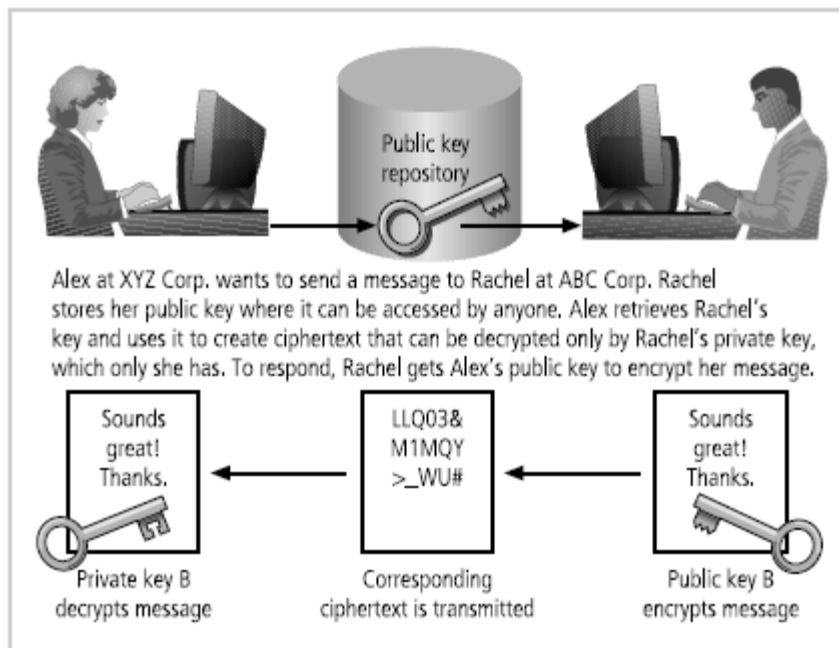 Public key
repository
Alex at XYZ Corp. wants to send a message to Rachel at ABC Corp. Rachel
stores her public key where it can be accessed by anyone. Alex retrieves Rachel's
key and uses it to create ciphertext that can be decrypted only by Rachel's private key,
which only she has. To respond, Rachel gets Alex's public key to encrypt her message.
Sounds
great!
Thanks.
LLQ03&
M1MQY
>_WU#
Sounds
great!
Thanks.
Private key B
decrypts message
Corresponding
ciphertext is transmitted
Public key B
encrypts message